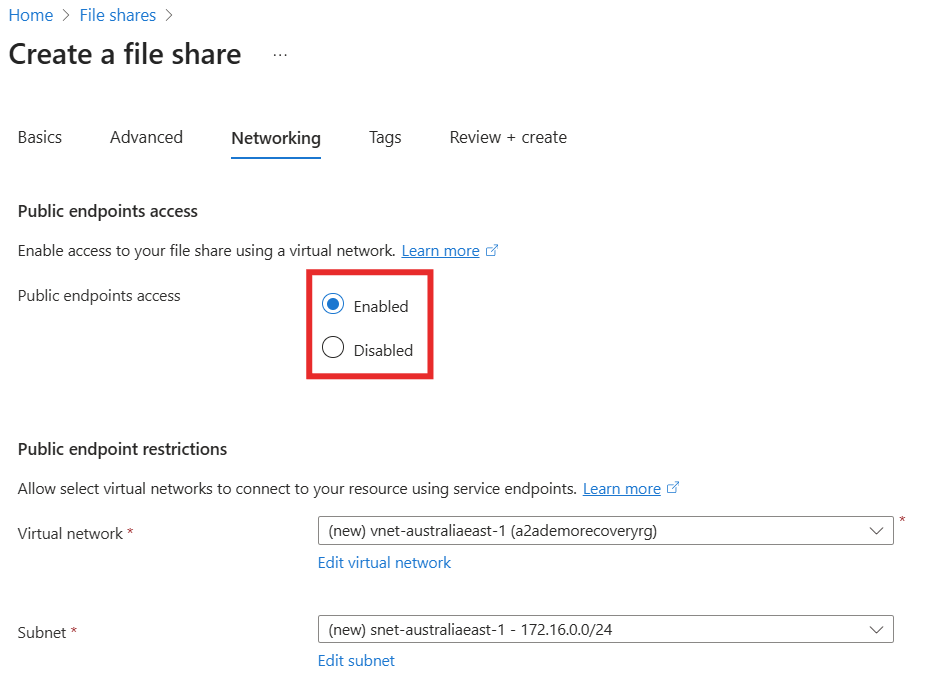 Home > File shares >
Create a file share ...
Basics Advanced Networking Tags Review + create
Public endpoints access
Enable access to your file share using a virtual network. Learn more
Public endpoints access
Enabled
Disabled
Public endpoint restrictions
Allow select virtual networks to connect to your resource using service endpoints. Learn more
Virtual network * (new) vnet-australiaeast-1 (a2ademorecoveryrg) *
Edit virtual network
Subnet * (new) snet-australiaeast-1 - 172.16.0.0/24
Edit subnet